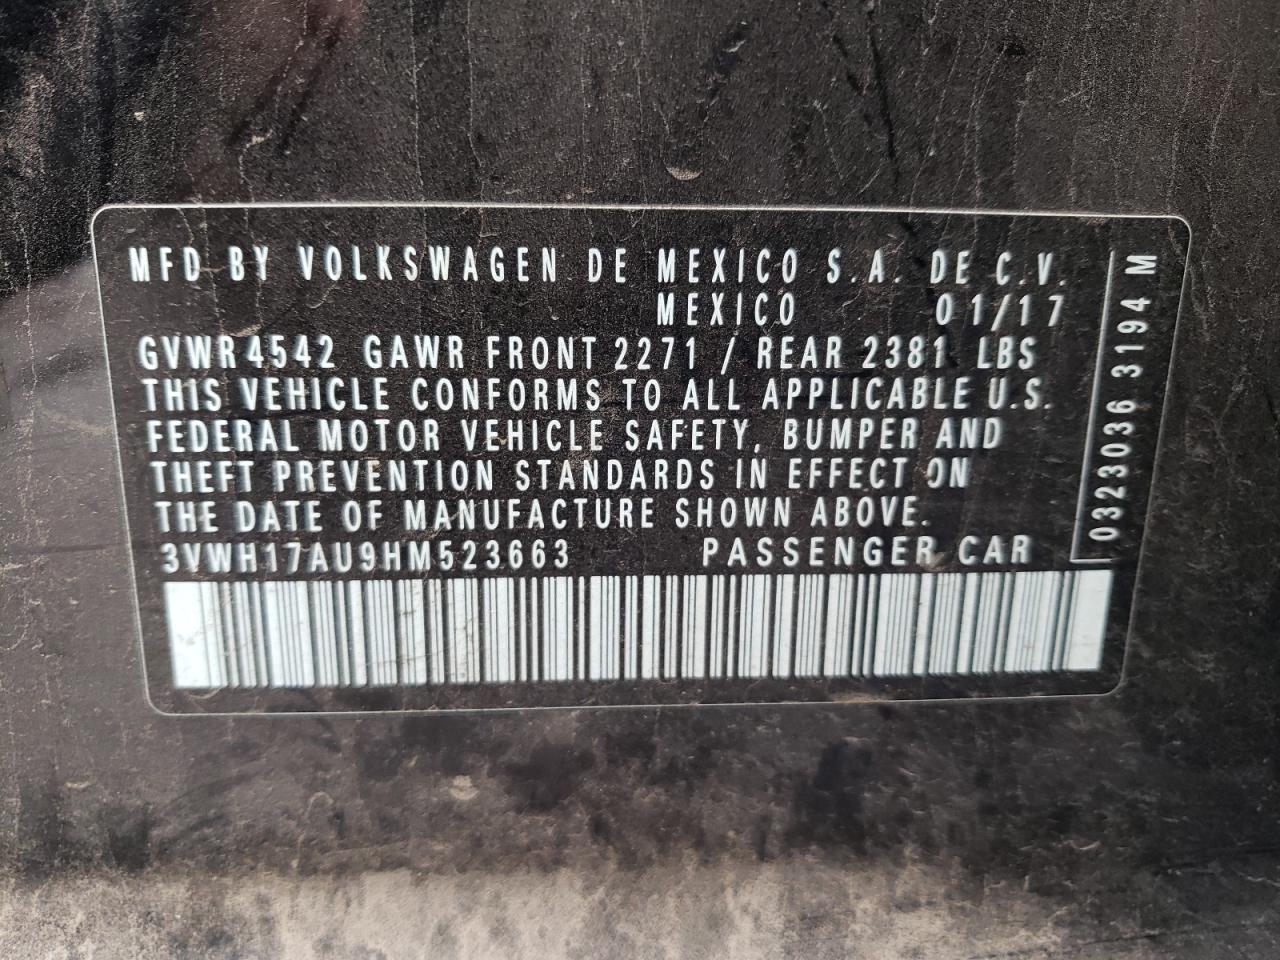 MFD BY VOLKSWAGEN DE MEXICO S.A. DE C.V.
MEXICO 01/17
GVWR 4542 GAWR FRONT 2271 / REAR 2381 LBS
THIS VEHICLE CONFORMS TO ALL APPLICABLE U.S.
FEDERAL MOTOR VEHICLE SAFETY, BUMPER AND
THEFT PREVENTION STANDARDS IN EFFECT ON
THE DATE OF MANUFACTURE SHOWN ABOVE.
3VWH17AU9HM523663 PASSENGER CAR
0323036 3194 M